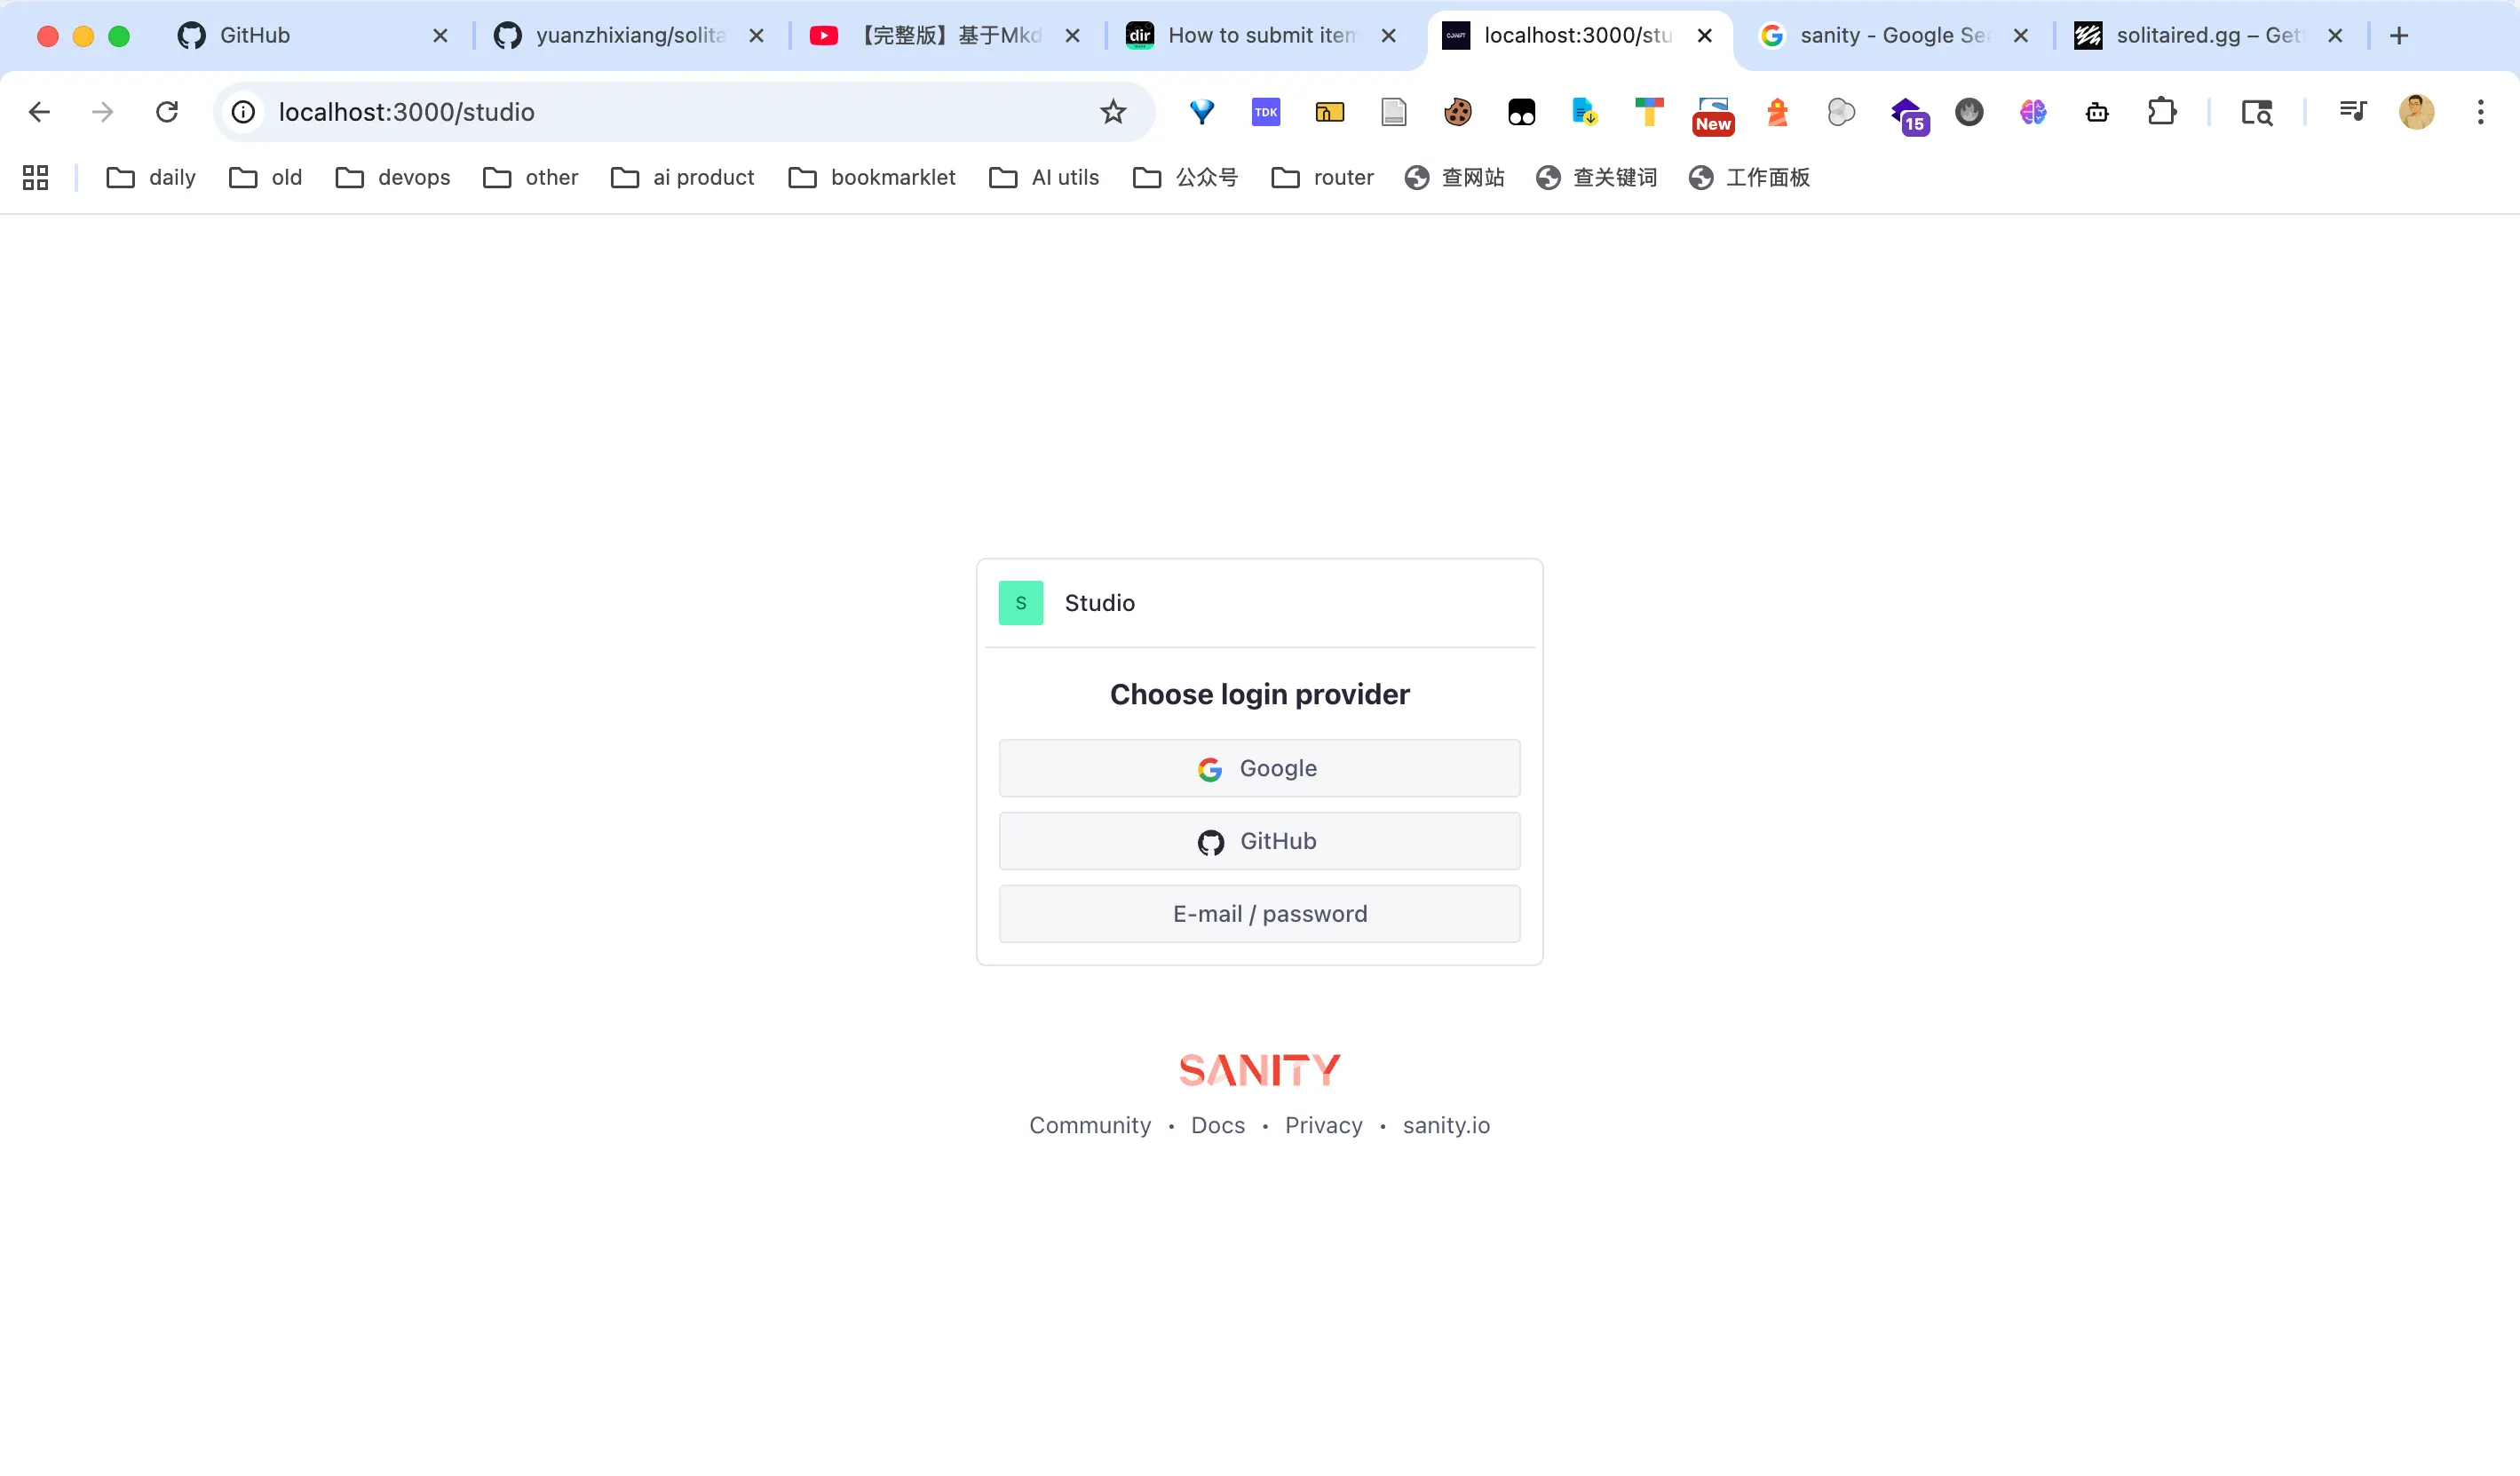 GitHub
yuanzhixiang/solita
【完整版】基于Mkd
How to submit item
localhost:3000/stu
sanity - Google Sea
solitaired.gg – Get
localhost:3000/studio
TDK
New
15
daily
old
devops
other
ai product
bookmarklet
AI utils
公众号
router
查网站
查关键词
工作面板
S
Studio
Choose login provider
Google
GitHub
E-mail / password
SANITY
Community • Docs • Privacy • sanity.io